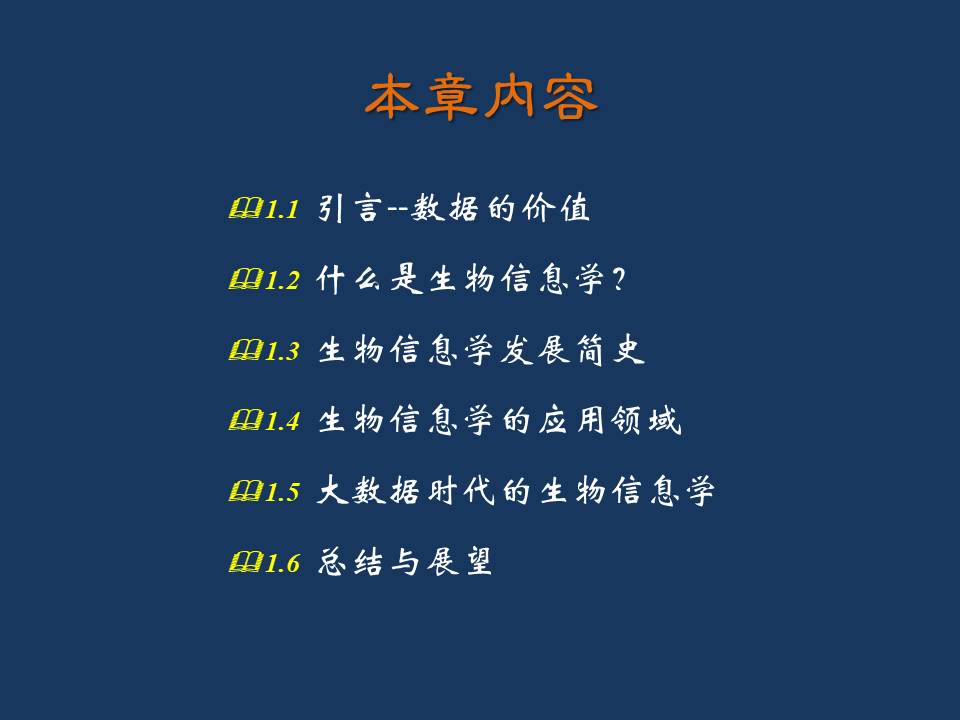 本章内容
1.1 引言--数据的价值
1.2 什么是生物信息学？
1.3 生物信息学发展简史
1.4 生物信息学的应用领域
1.5 大数据时代的生物信息学
1.6 总结与展望